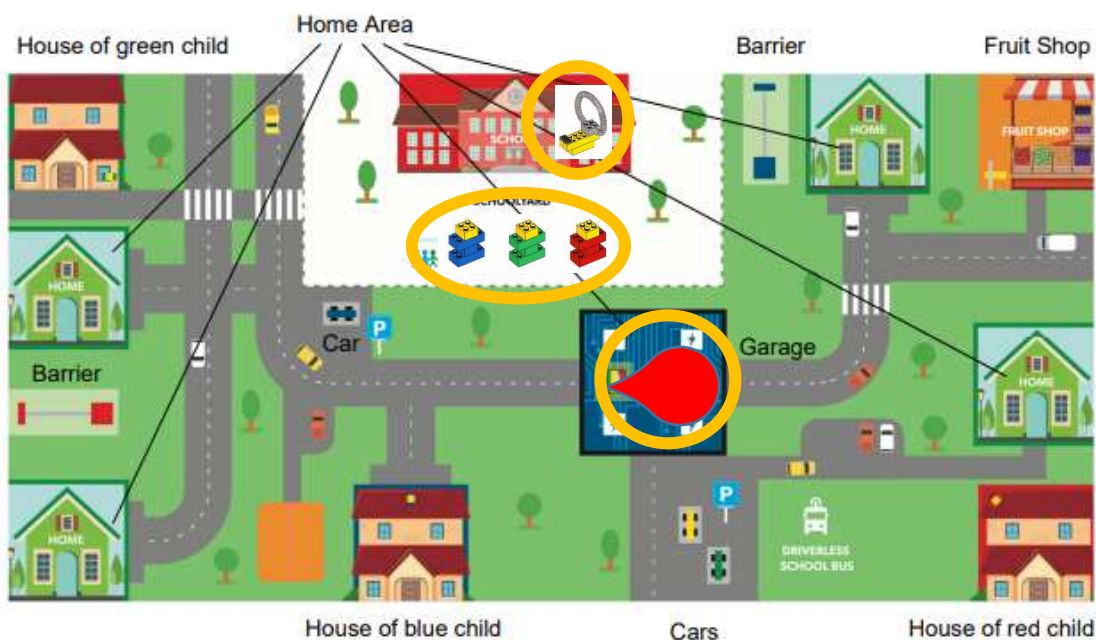 Home Area
House of green child
Barrier
Fruit Shop
HOME
FRUIT SHOP
SCHOOLYARD
HOME
P
Car
Garage
HOME
Barrier
HOME
P
DRIVERLESS
SCHOOL BUS
House of blue child
Cars
House of red child